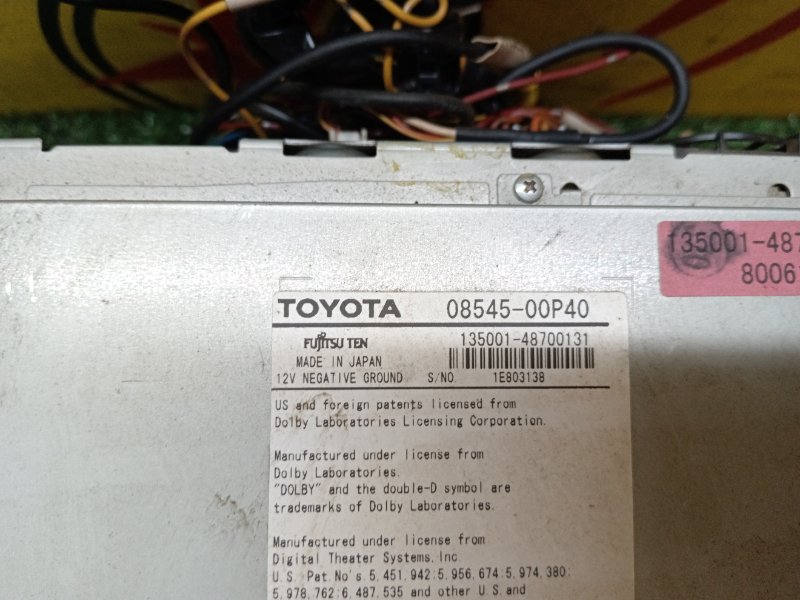 TOYOTA 08545-00P40
FUJITSU TEN 135001-48700131
MADE IN JAPAN
12V NEGATIVE GROUND S/NO. 1E803138
US and foreign patents licensed from
Dolby Laboratories Licensing Corporation.
Manufactured under license from
Dolby Laboratories.
"DOLBY" and the double-D symbol are
trademarks of Dolby Laboratories.
Manufactured under license from
Digital Theater Systems, Inc.
U.S. Pat. No's. 5,451,942;5,956,674;5,974,380;
5,978,762;6,487,535 and other U.S. and
135001-487
8006